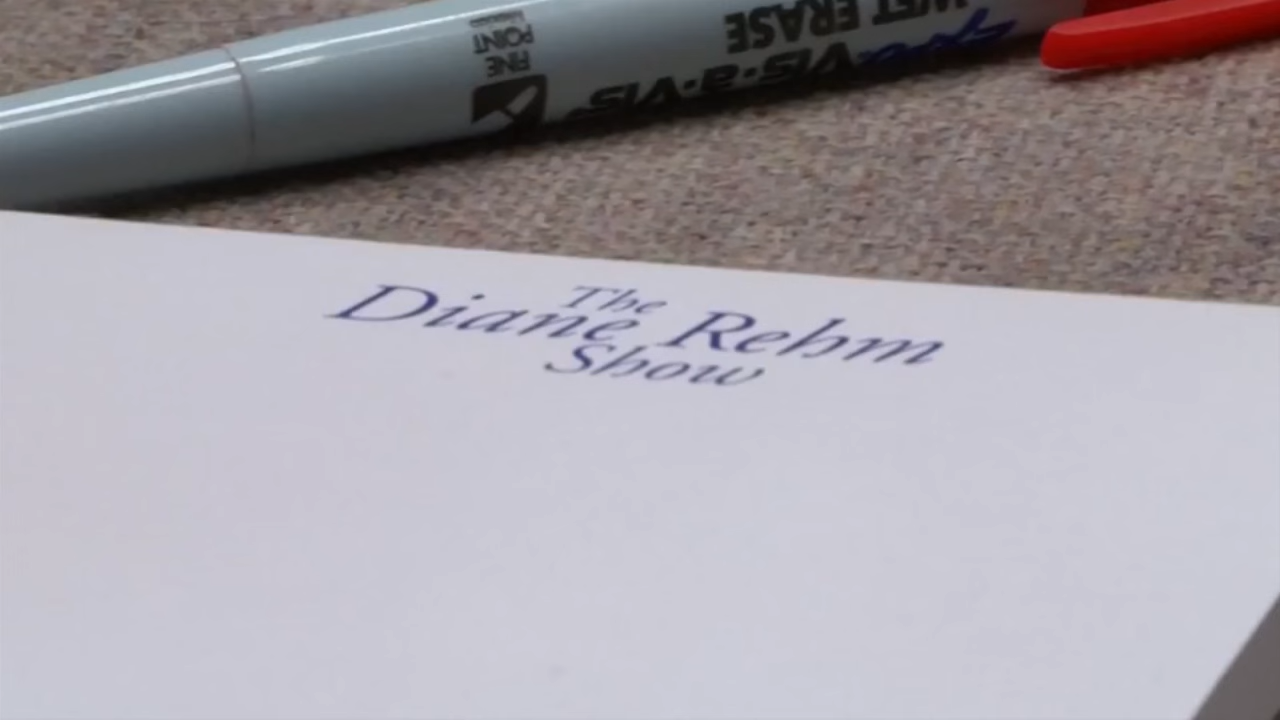 FINE
POINT
Vis-à-Vis
WET ERASE
The
Diane Rehm
Show